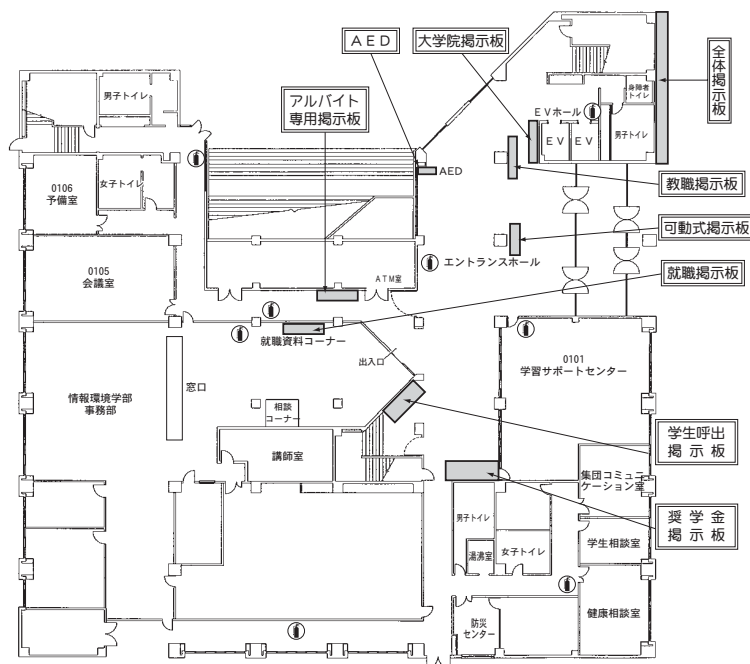 AED
大学院掲示板
全体掲示板
アルバイト
専用掲示板
男子トイレ
身障者
トイレ
EVホール
EV
EV
男子トイレ
0106
予備室
女子トイレ
AED
教職掲示板
可動式掲示板
0105
会議室
エントランスホール
ATM室
就職掲示板
就職資料コーナー
出入口
0101
学習サポートセンター
情報環境学部
事務部
窓口
相談
コーナー
学生呼出
掲示板
講師室
集団コミュニ
ケーション室
奨学金
掲示板
男子トイレ
湯沸室
女子トイレ
学生相談室
防災
センター
健康相談室